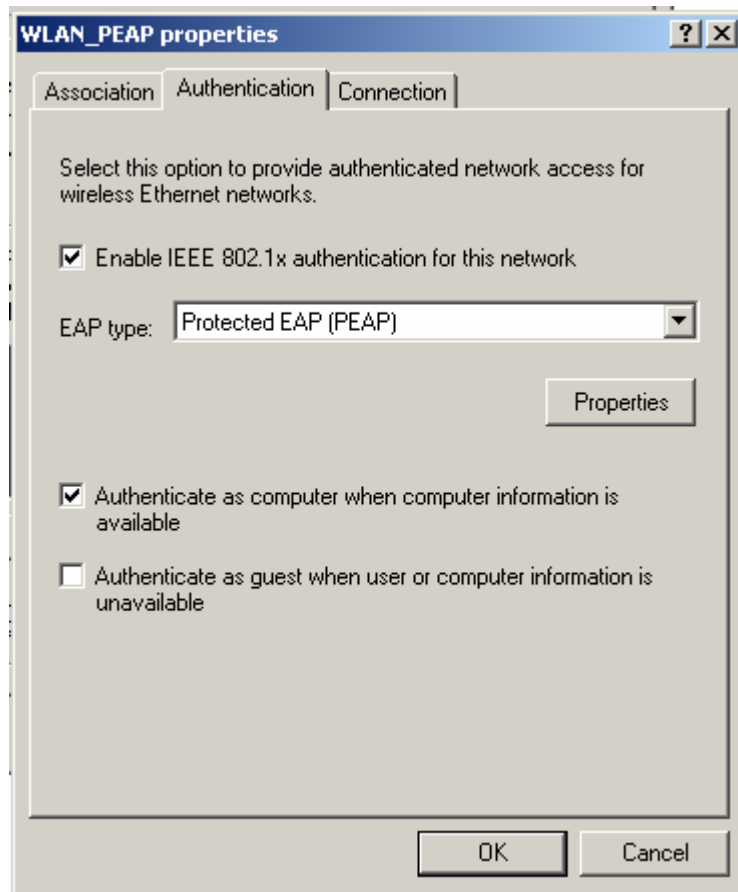 WLAN_PEAP properties
Association
Authentication
Connection
Select this option to provide authenticated network access for
wireless Ethernet networks.
Enable IEEE 802.1x authentication for this network
EAP type:
Protected EAP (PEAP)
Properties
Authenticate as computer when computer information is
available
Authenticate as guest when user or computer information is
unavailable
OK
Cancel